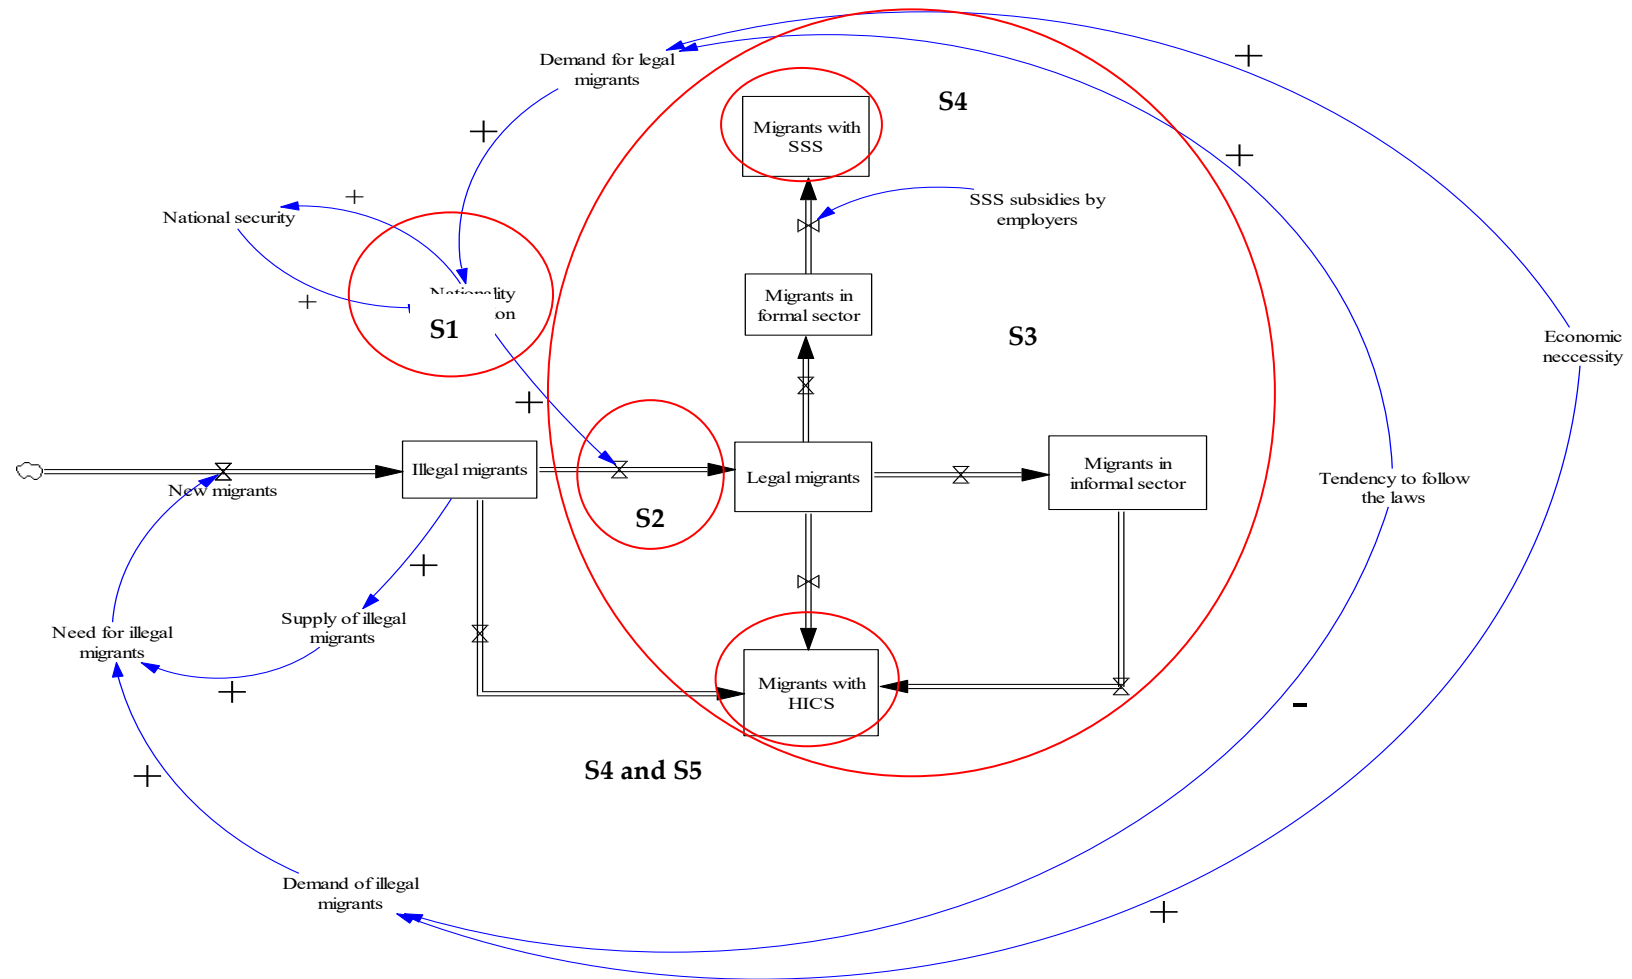 Demand for legal
migrants
+
S4
Migrants with
SSS
+
+
+
National security
+
SSS subsidies by
employers
+
Nationality
on
S1
Migrants in
formal sector
S3
Economic
neccessity
+
Illegal migrants
Legal migrants
Migrants in
informal sector
New migrants
Tendency to follow
the laws
S2
+
Supply of illegal
migrants
Need for illegal
migrants
+
Migrants with
HICS
-
S4 and S5
+
Demand of illegal
migrants
+